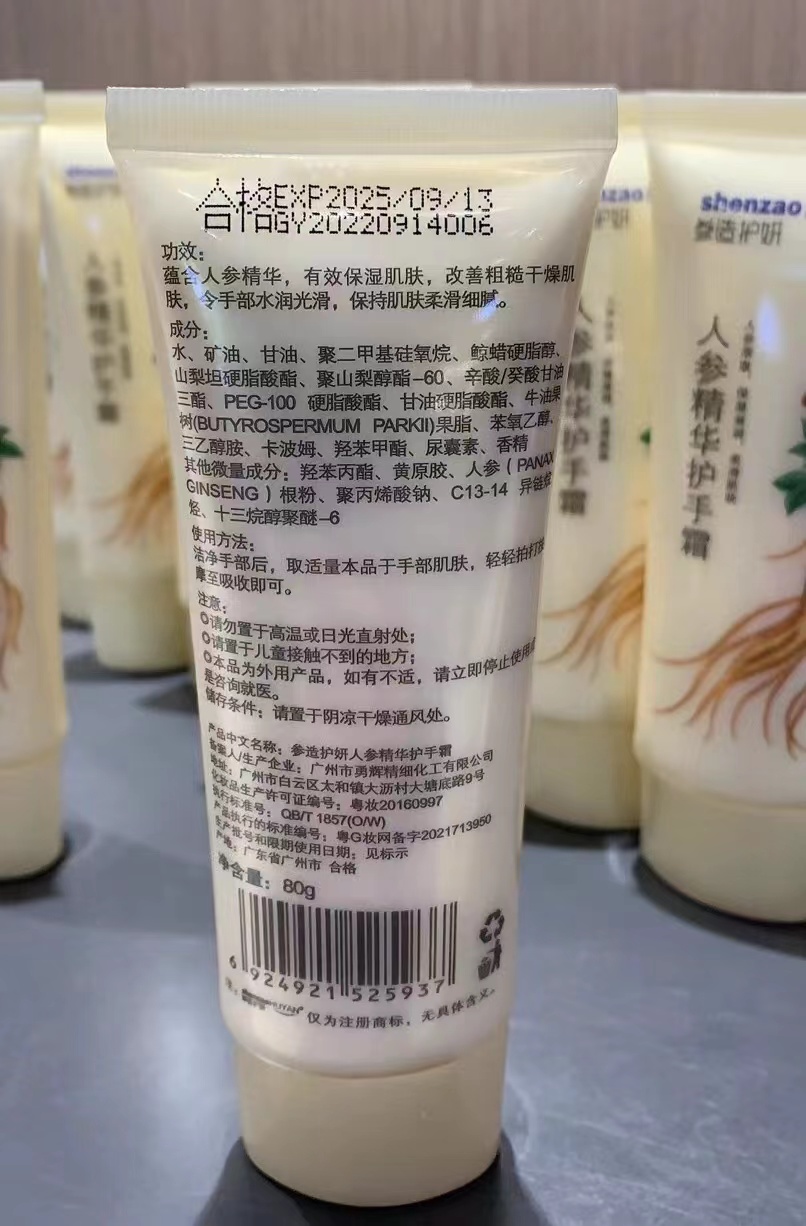 合格EXP2025/09/13
GY20220914006
功效：
蕴含人参精华，有效保湿肌肤，改善粗糙干燥肌
肤，令手部水润光滑，保持肌肤柔滑细腻。
成分：
水、矿油、甘油、聚二甲基硅氧烷、鲸蜡硬脂醇、
山梨坦硬脂酸酯、聚山梨醇酯-60、辛酸/癸酸甘油
三酯、PEG-100 硬脂酸酯、甘油硬脂酸酯、牛油果
树(BUTYROSPERMUM PARKII)果脂、苯氧乙醇、
三乙醇胺、卡波姆、羟苯甲酯、尿囊素、香精
其他微量成分：羟苯丙酯、黄原胶、人参（PANAX
GINSENG）根粉、聚丙烯酸钠、C13-14 异链烷
烃、十三烷醇聚醚-6
使用方法：
洁净手部后，取适量本品于手部肌肤，轻轻拍打按
摩至吸收即可。
注意：
◎请勿置于高温或日光直射处；
◎请置于儿童接触不到的地方；
◎本品为外用产品，如有不适，请立即停止使用或
是咨询就医。
储存条件：请置于阴凉干燥通风处。
产品中文名称：参造护妍人参精华护手霜
备案人/生产企业：广州市勇辉精细化工有限公司
地址：广州市白云区太和镇大沥村大塘底路9号
化妆品生产许可证编号：粤妆20160997
执行标准号：QB/T 1857(O/W)
产品执行的标准编号：粤G妆网备字2021713950
生产批号和限期使用日期：见标示
产地：广东省广州市 合格
净含量：80g
6 924921 525937
HUYAN 仅为注册商标，无具体含义。
shenzao
参造护妍
人参精华护手霜
zao
护妍
人参精华护手霜
人参精华护手霜